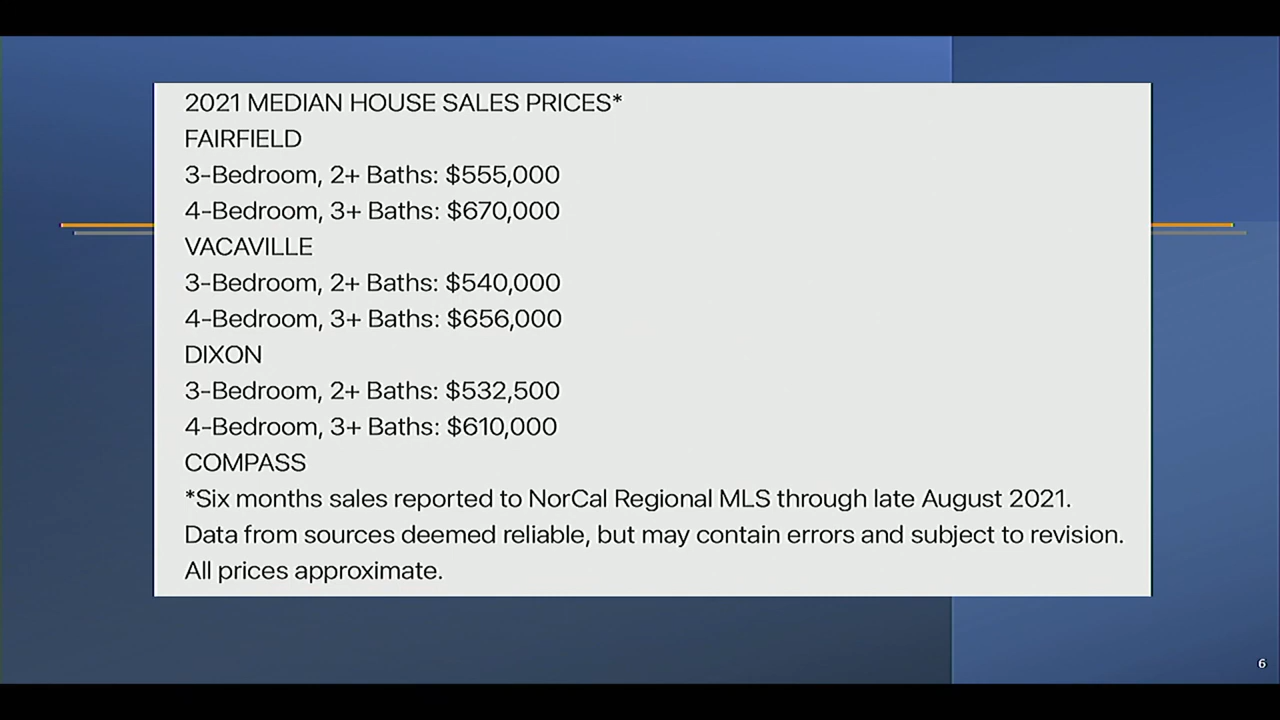 2021 MEDIAN HOUSE SALES PRICES*
FAIRFIELD
3-Bedroom, 2+ Baths: $555,000
4-Bedroom, 3+ Baths: $670,000
VACAVILLE
3-Bedroom, 2+ Baths: $540,000
4-Bedroom, 3+ Baths: $656,000
DIXON
3-Bedroom, 2+ Baths: $532,500
4-Bedroom, 3+ Baths: $610,000
COMPASS
*Six months sales reported to NorCal Regional MLS through late August 2021.
Data from sources deemed reliable, but may contain errors and subject to revision.
All prices approximate.
6